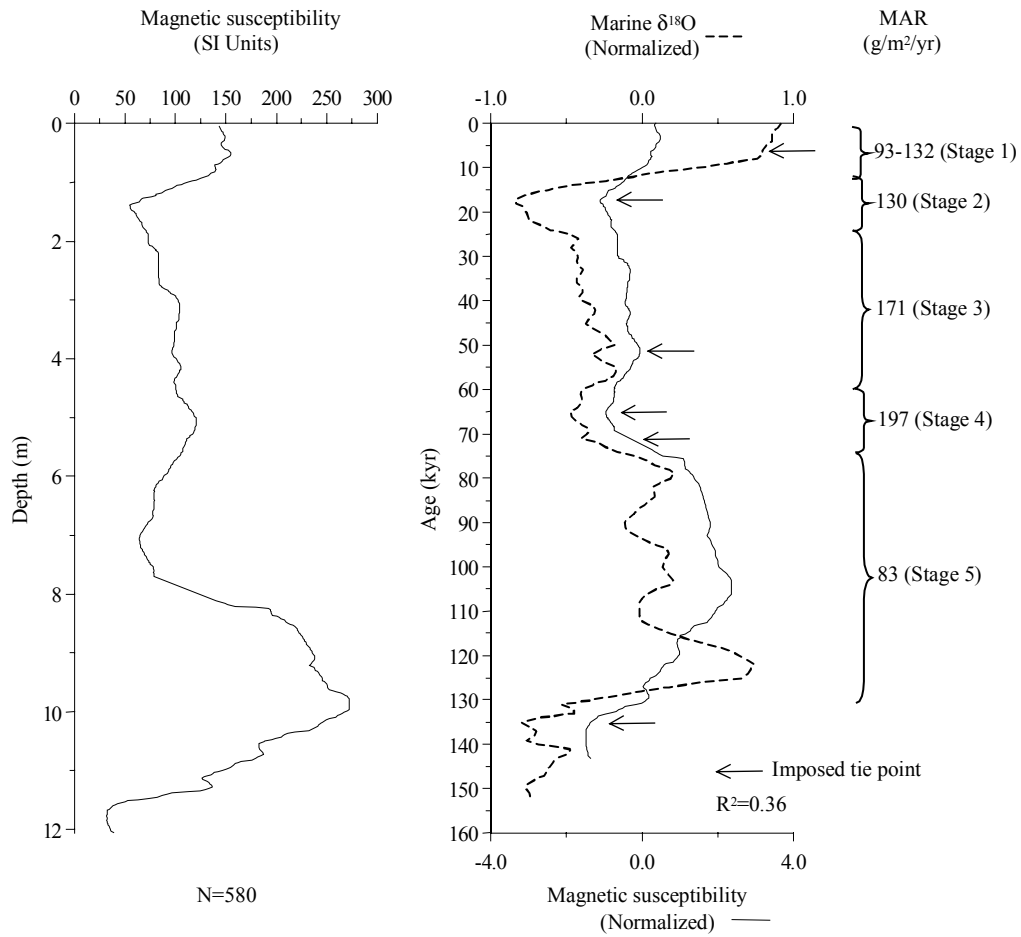 Magnetic susceptibility
(SI Units)
0 50 100 150 200 250 300
0
2
4
6
8
10
12
Depth (m)
N=580
Marine δ¹⁸O
(Normalized)
-1.0 0.0 1.0
0
10
20
30
40
50
60
70
80
90
100
110
120
130
140
150
160
Age (kyr)
Imposed tie point
R²=0.36
-4.0 0.0 4.0
Magnetic susceptibility
(Normalized)
MAR
(g/m²/yr)
93-132 (Stage 1)
130 (Stage 2)
171 (Stage 3)
197 (Stage 4)
83 (Stage 5)